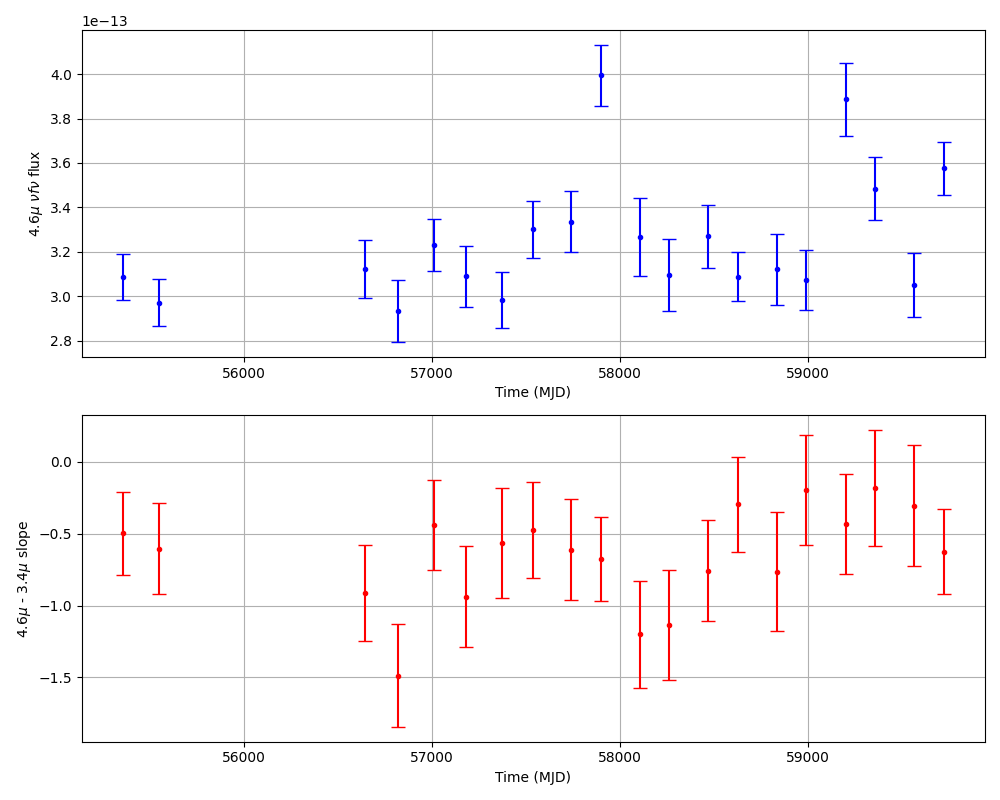 1e−13
4.0
3.8
3.6
3.4
3.2
3.0
2.8
4.6μ νfν flux
56000 57000 58000 59000
Time (MJD)
0.0
−0.5
−1.0
−1.5
4.6μ - 3.4μ slope
56000 57000 58000 59000
Time (MJD)